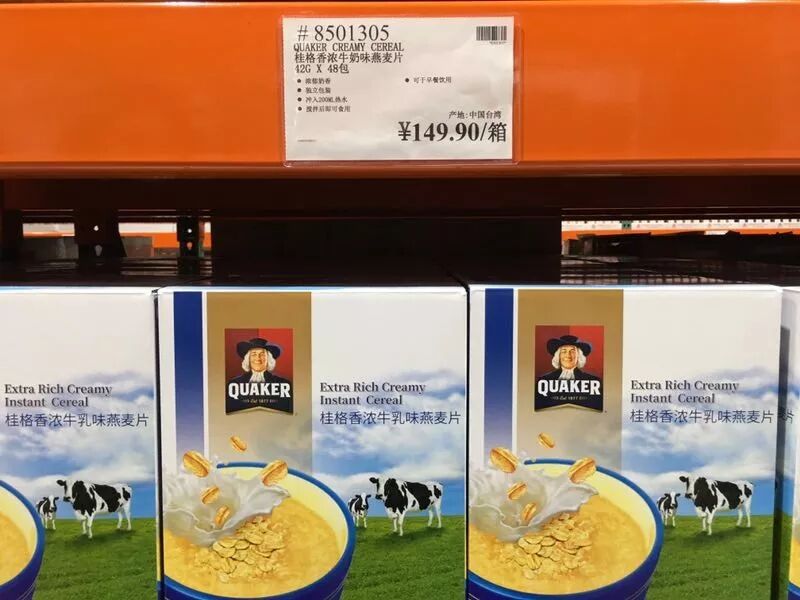 #8501305
QUAKER CREAMY CEREAL
桂格香浓牛奶味燕麦片
42G X 48包
● 浓郁奶香
● 可于早餐饮用
● 独立包装
● 冲入200ML热水
● 搅拌后即可食用
产地:中国台湾
¥149.90/箱
Extra Rich Creamy
Instant Cereal
桂格香浓牛乳味燕麦片
QUAKER
Extra Rich Creamy
Instant Cereal
桂格香浓牛乳味燕麦片
QUAKER
Extra Rich Creamy
Instant Cereal
桂格香浓牛乳味燕麦片